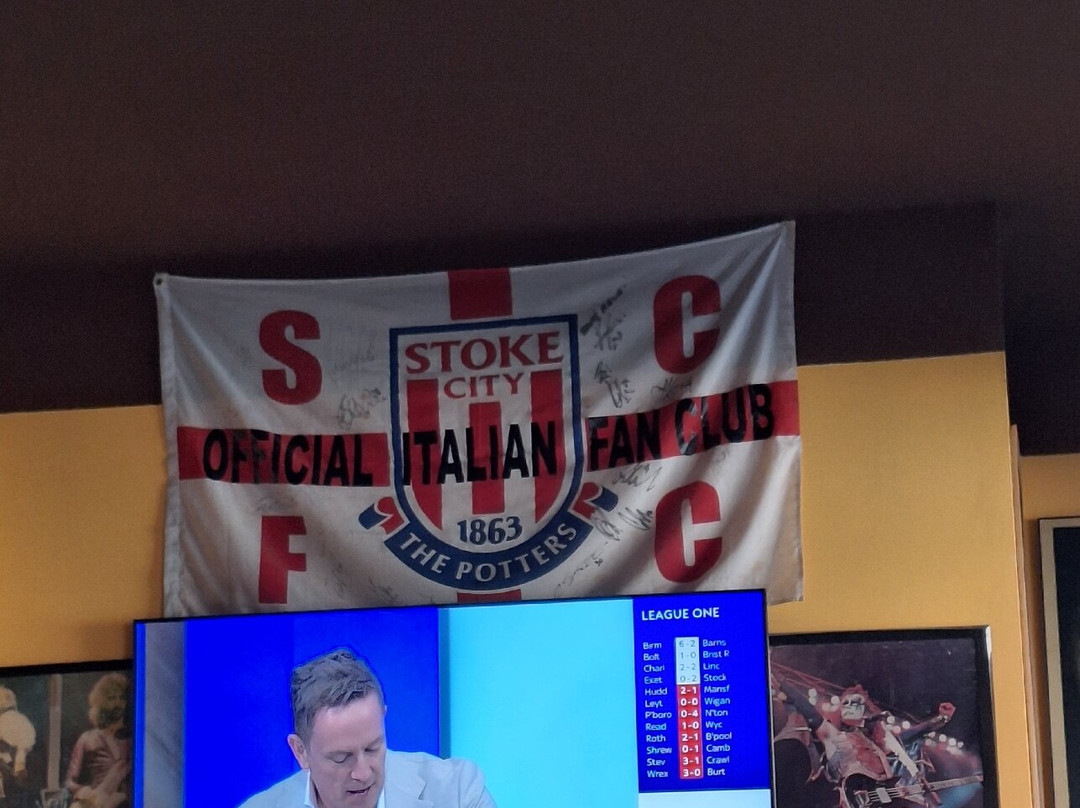 S C
STOKE
CITY
OFFICIAL ITALIAN FAN CLUB
F C
1863
THE POTTERS
LEAGUE ONE
Birm 6-2 Barns
Bolt 1-0 Brist R
Charl 2-2 Linc
Exet 0-2 Stock
Hudd 2-1 Mansf
Leyt 0-0 Wigan
P'boro 0-4 N'ton
Read 1-0 Wyc
Roth 2-1 B'pool
Shrew 0-1 Camb
Stev 3-1 Crawl
Wrex 3-0 Burt